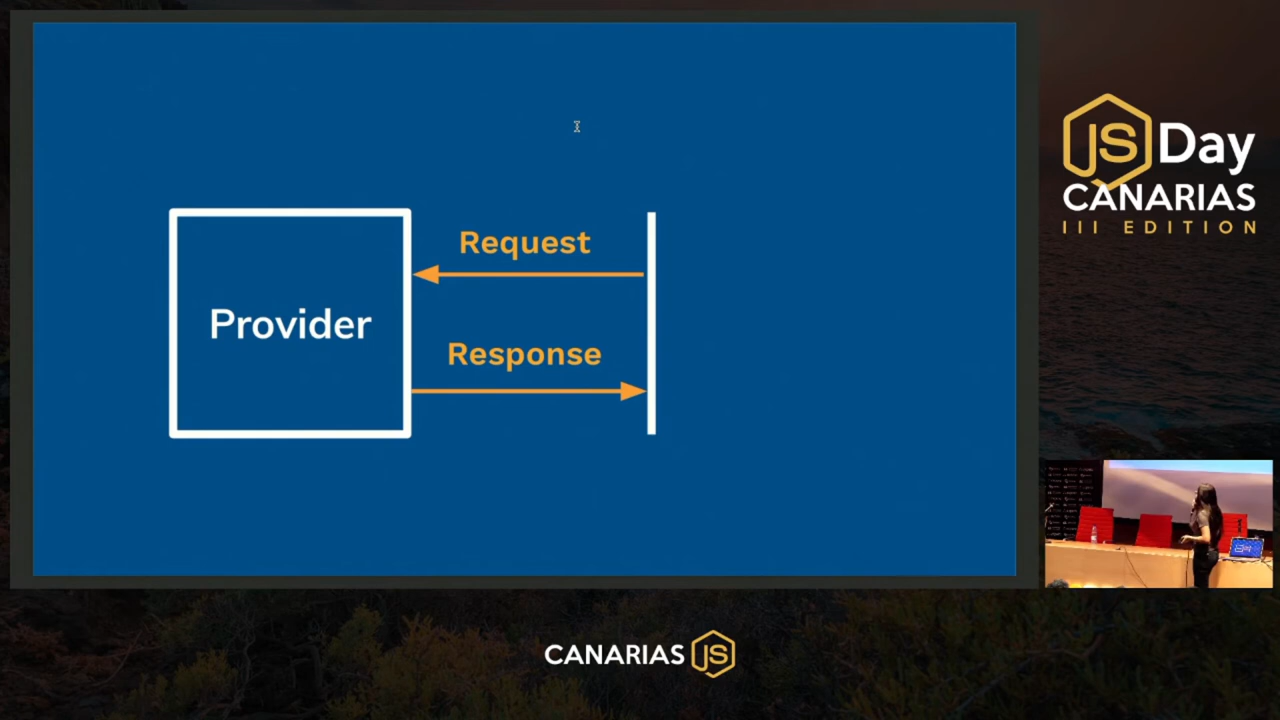 Request
Provider
Response
JS Day
CANARIAS
III EDITION
CANARIAS JS